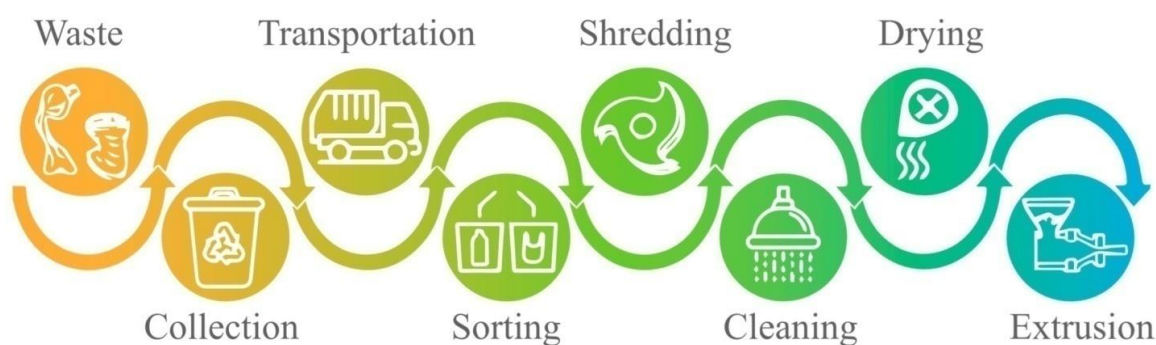 Waste
Transportation
Shredding
Drying
Collection
Sorting
Cleaning
Extrusion